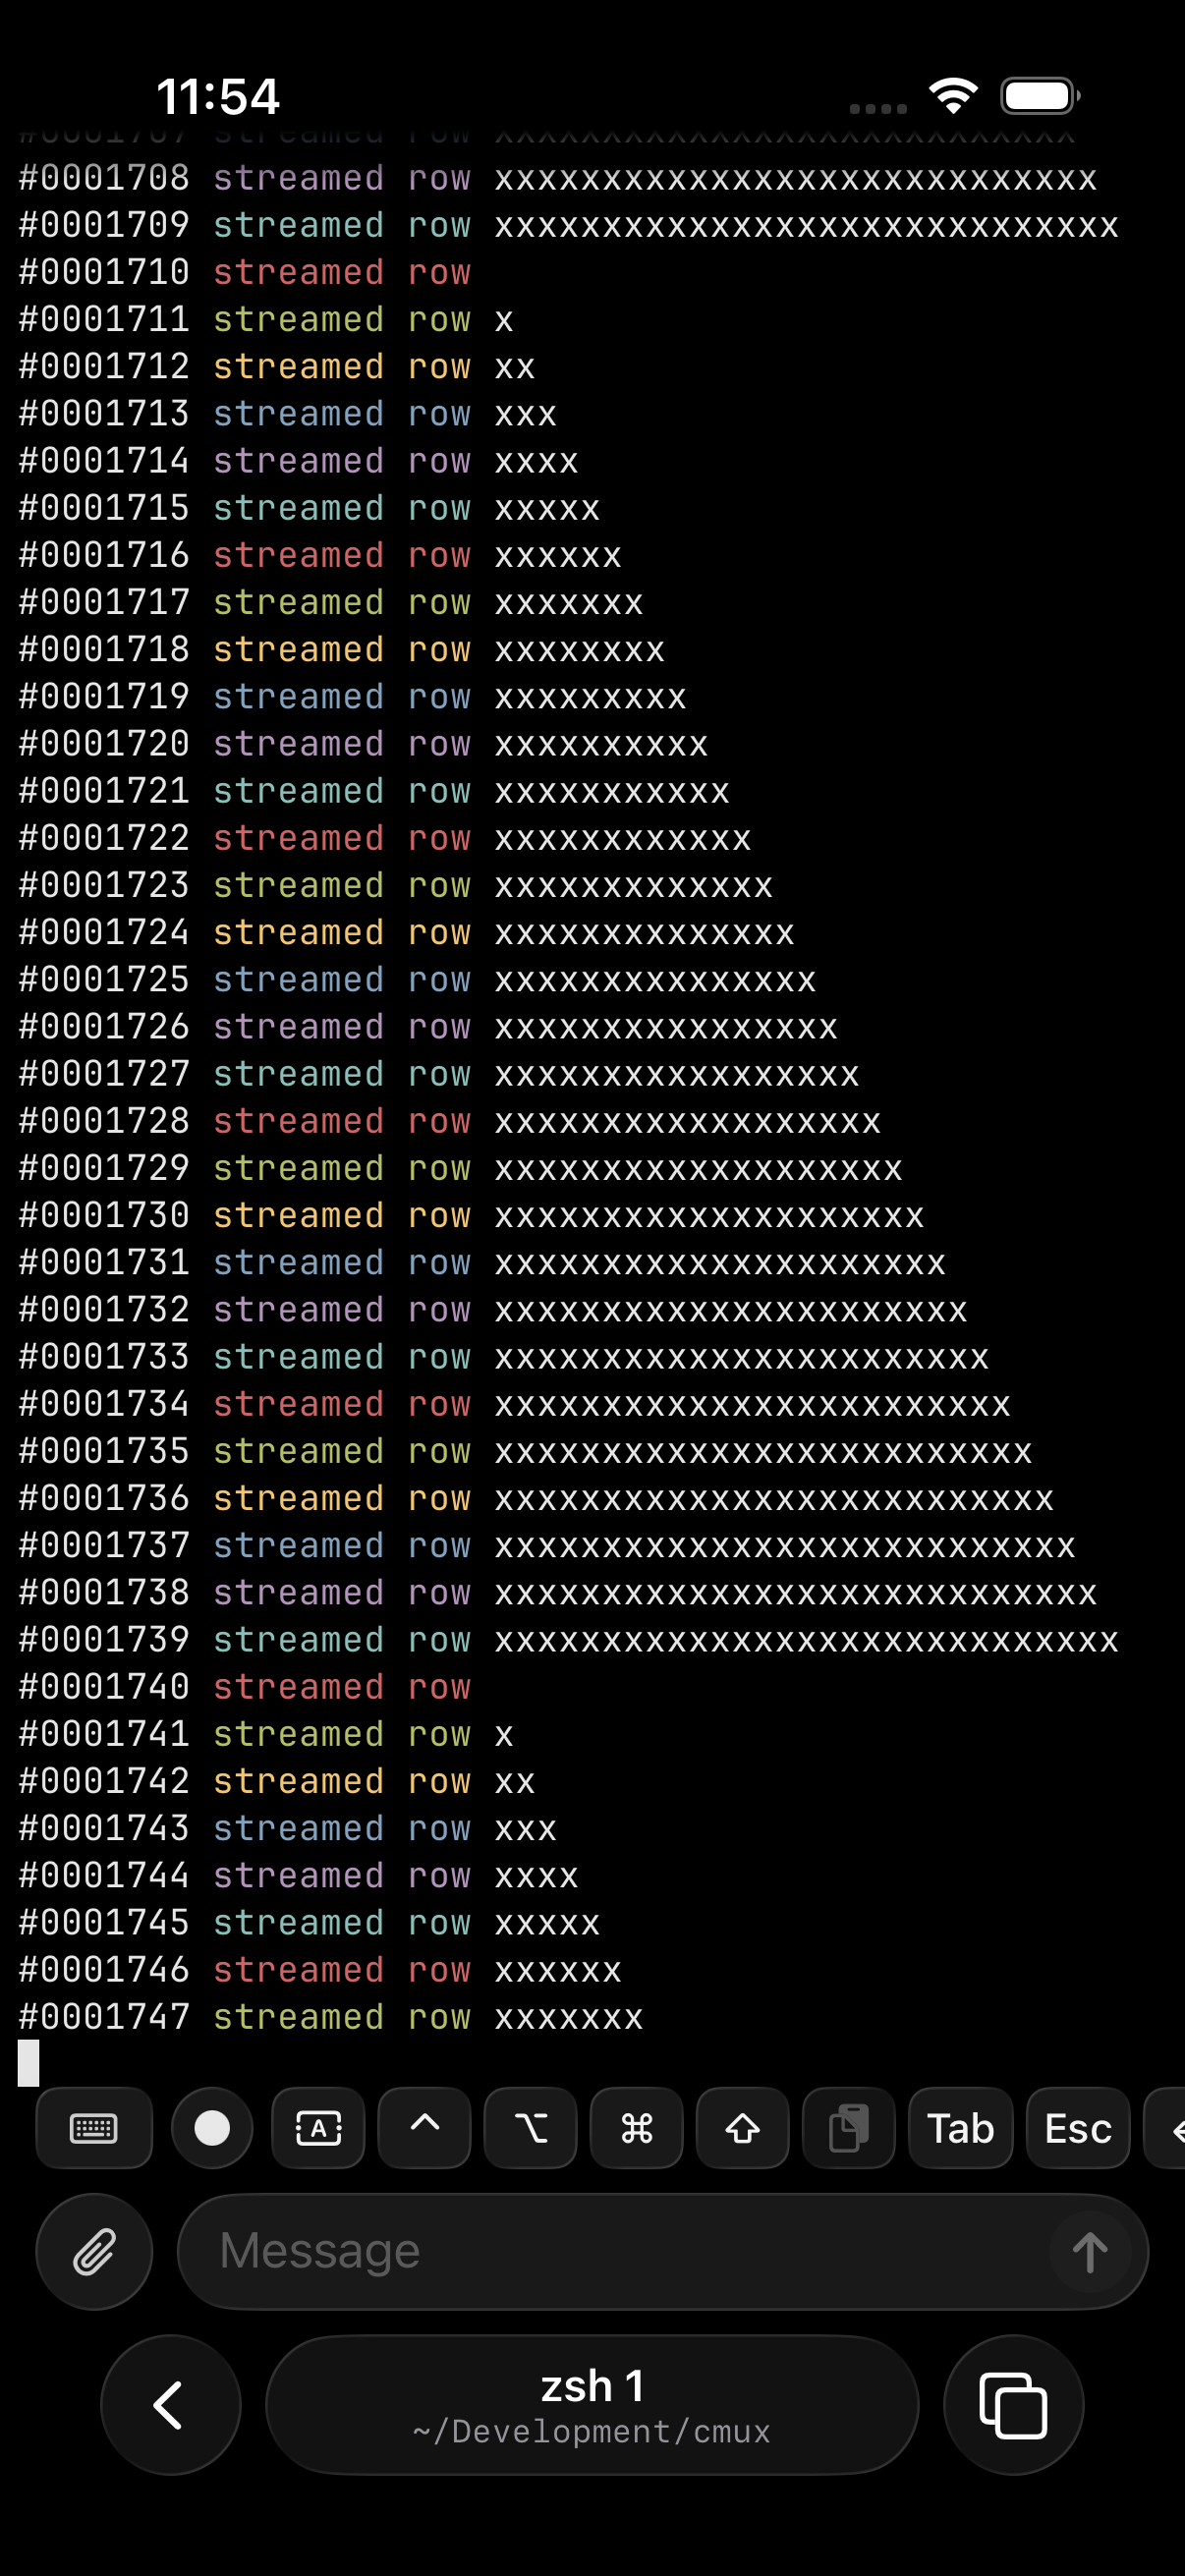 11:54
#0001708 streamed row xxxxxxxxxxxxxxxxxxxxxxxxxxxx
#0001709 streamed row xxxxxxxxxxxxxxxxxxxxxxxxxxxxx
#0001710 streamed row
#0001711 streamed row x
#0001712 streamed row xx
#0001713 streamed row xxx
#0001714 streamed row xxxx
#0001715 streamed row xxxxx
#0001716 streamed row xxxxxx
#0001717 streamed row xxxxxxx
#0001718 streamed row xxxxxxxx
#0001719 streamed row xxxxxxxxx
#0001720 streamed row xxxxxxxxxx
#0001721 streamed row xxxxxxxxxxx
#0001722 streamed row xxxxxxxxxxxx
#0001723 streamed row xxxxxxxxxxxxx
#0001724 streamed row xxxxxxxxxxxxxx
#0001725 streamed row xxxxxxxxxxxxxxx
#0001726 streamed row xxxxxxxxxxxxxxxx
#0001727 streamed row xxxxxxxxxxxxxxxxx
#0001728 streamed row xxxxxxxxxxxxxxxxxx
#0001729 streamed row xxxxxxxxxxxxxxxxxxx
#0001730 streamed row xxxxxxxxxxxxxxxxxxxx
#0001731 streamed row xxxxxxxxxxxxxxxxxxxxx
#0001732 streamed row xxxxxxxxxxxxxxxxxxxxxx
#0001733 streamed row xxxxxxxxxxxxxxxxxxxxxxx
#0001734 streamed row xxxxxxxxxxxxxxxxxxxxxxxx
#0001735 streamed row xxxxxxxxxxxxxxxxxxxxxxxxx
#0001736 streamed row xxxxxxxxxxxxxxxxxxxxxxxxxx
#0001737 streamed row xxxxxxxxxxxxxxxxxxxxxxxxxxx
#0001738 streamed row xxxxxxxxxxxxxxxxxxxxxxxxxxxx
#0001739 streamed row xxxxxxxxxxxxxxxxxxxxxxxxxxxxx
#0001740 streamed row
#0001741 streamed row x
#0001742 streamed row xx
#0001743 streamed row xxx
#0001744 streamed row xxxx
#0001745 streamed row xxxxx
#0001746 streamed row xxxxxx
#0001747 streamed row xxxxxxx
A ^ ⌥ ⌘ ⇧ Tab Esc
Message
zsh 1
~/Development/cmux